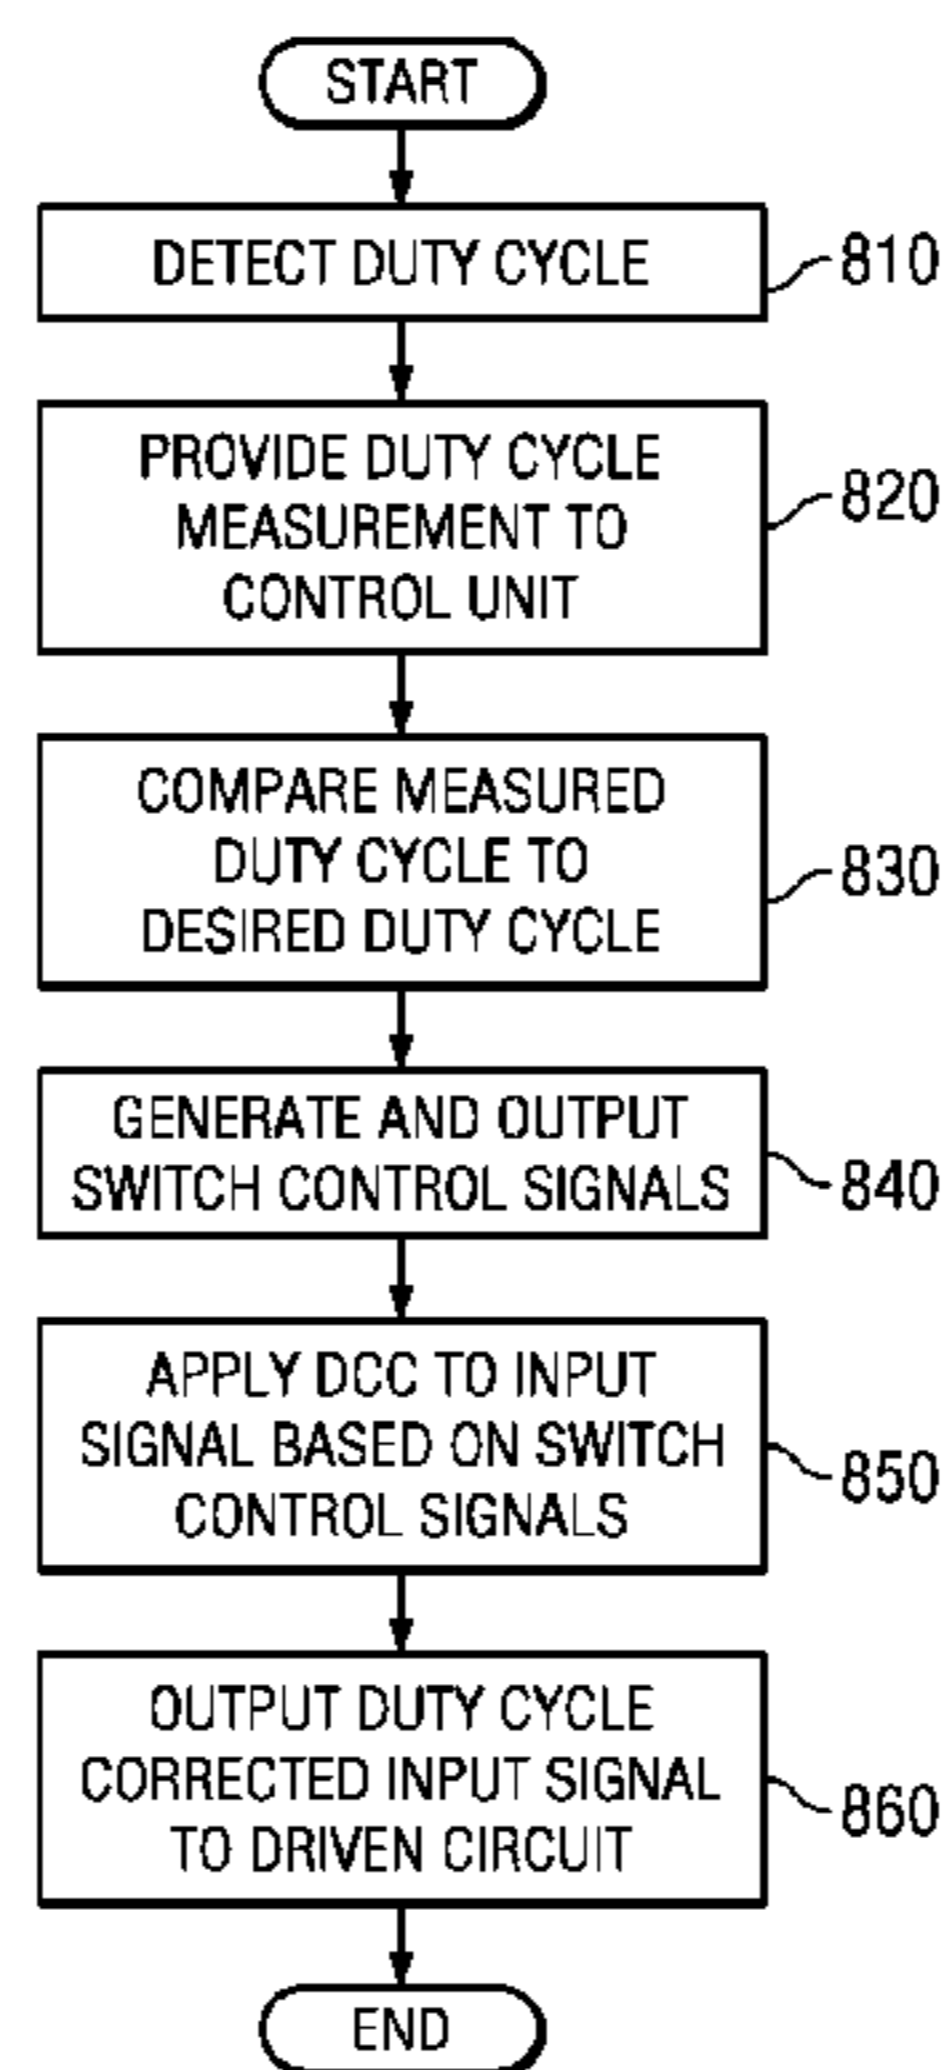 START
DETECT DUTY CYCLE
810
PROVIDE DUTY CYCLE
MEASUREMENT TO
CONTROL UNIT
820
COMPARE MEASURED
DUTY CYCLE TO
DESIRED DUTY CYCLE
830
GENERATE AND OUTPUT
SWITCH CONTROL SIGNALS
840
APPLY DCC TO INPUT
SIGNAL BASED ON SWITCH
CONTROL SIGNALS
850
OUTPUT DUTY CYCLE
CORRECTED INPUT SIGNAL
TO DRIVEN CIRCUIT
860
END